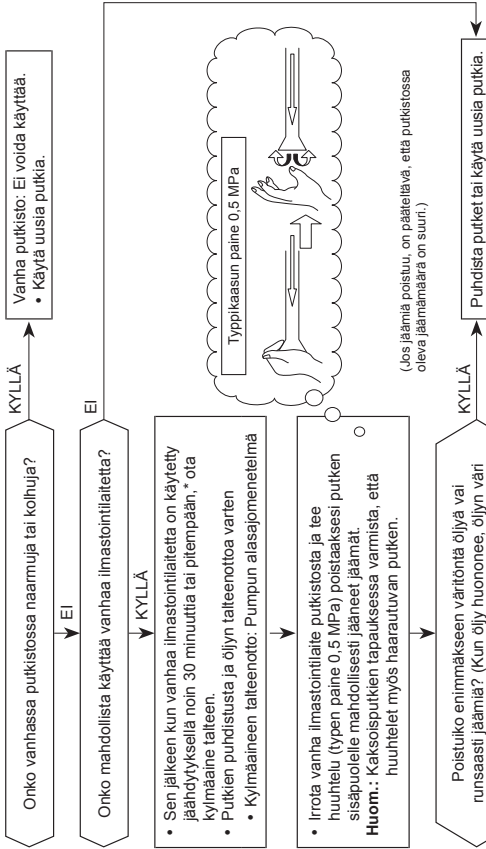 Onko vanhassa putkistossa naarmuja tai kolhuja?
KYLLÄ
Vanha putkisto: Ei voida käyttää.
• Käytä uusia putkia.
EI
Onko mahdollista käyttää vanhaa ilmastointilaitetta?
EI
KYLLÄ
• Sen jälkeen kun vanhaa ilmastointilaitetta on käytetty
jäähdytyksellä noin 30 minuuttia tai pitempään,* ota
kylmäaine talteen.
• Putkien puhdistusta ja öljyn talteenottoa varten
• Kylmäaineen talteenotto: Pumpun alasajomenetelmä
Typpikaasun paine 0,5 MPa
• Irrota vanha ilmastointilaite putkistosta ja tee
huuhtelu (typen paine 0,5 MPa) poistaaksesi putken
sisäpuolelle mahdollisesti jääneet jäämät.
Huom.: Kaksoisputkien tapauksessa varmista, että
huuhtelet myös haarautuvan putken.
(Jos jäämiä poistuu, on pääteltävä, että putkistossa
oleva jäämämäärä on suuri.)
Poistuiko enimmäkseen väritöntä öljyä vai
runsaasti jäämiä? (Kun öljy huononee, öljyn väri
KYLLÄ
Puhdista putket tai käytä uusia putkia.